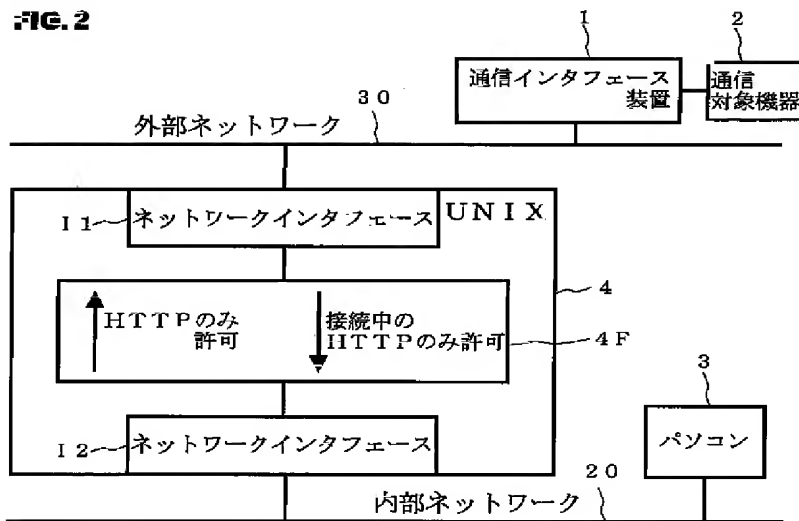 FIG. 2
1
2
通信インタフェース
装置
通信
対象機器
30
外部ネットワーク
I1
ネットワークインタフェース
UNIX
4
HTTPのみ
許可
接続中の
HTTPのみ許可
4F
3
I2
ネットワークインタフェース
パソコン
内部ネットワーク
20